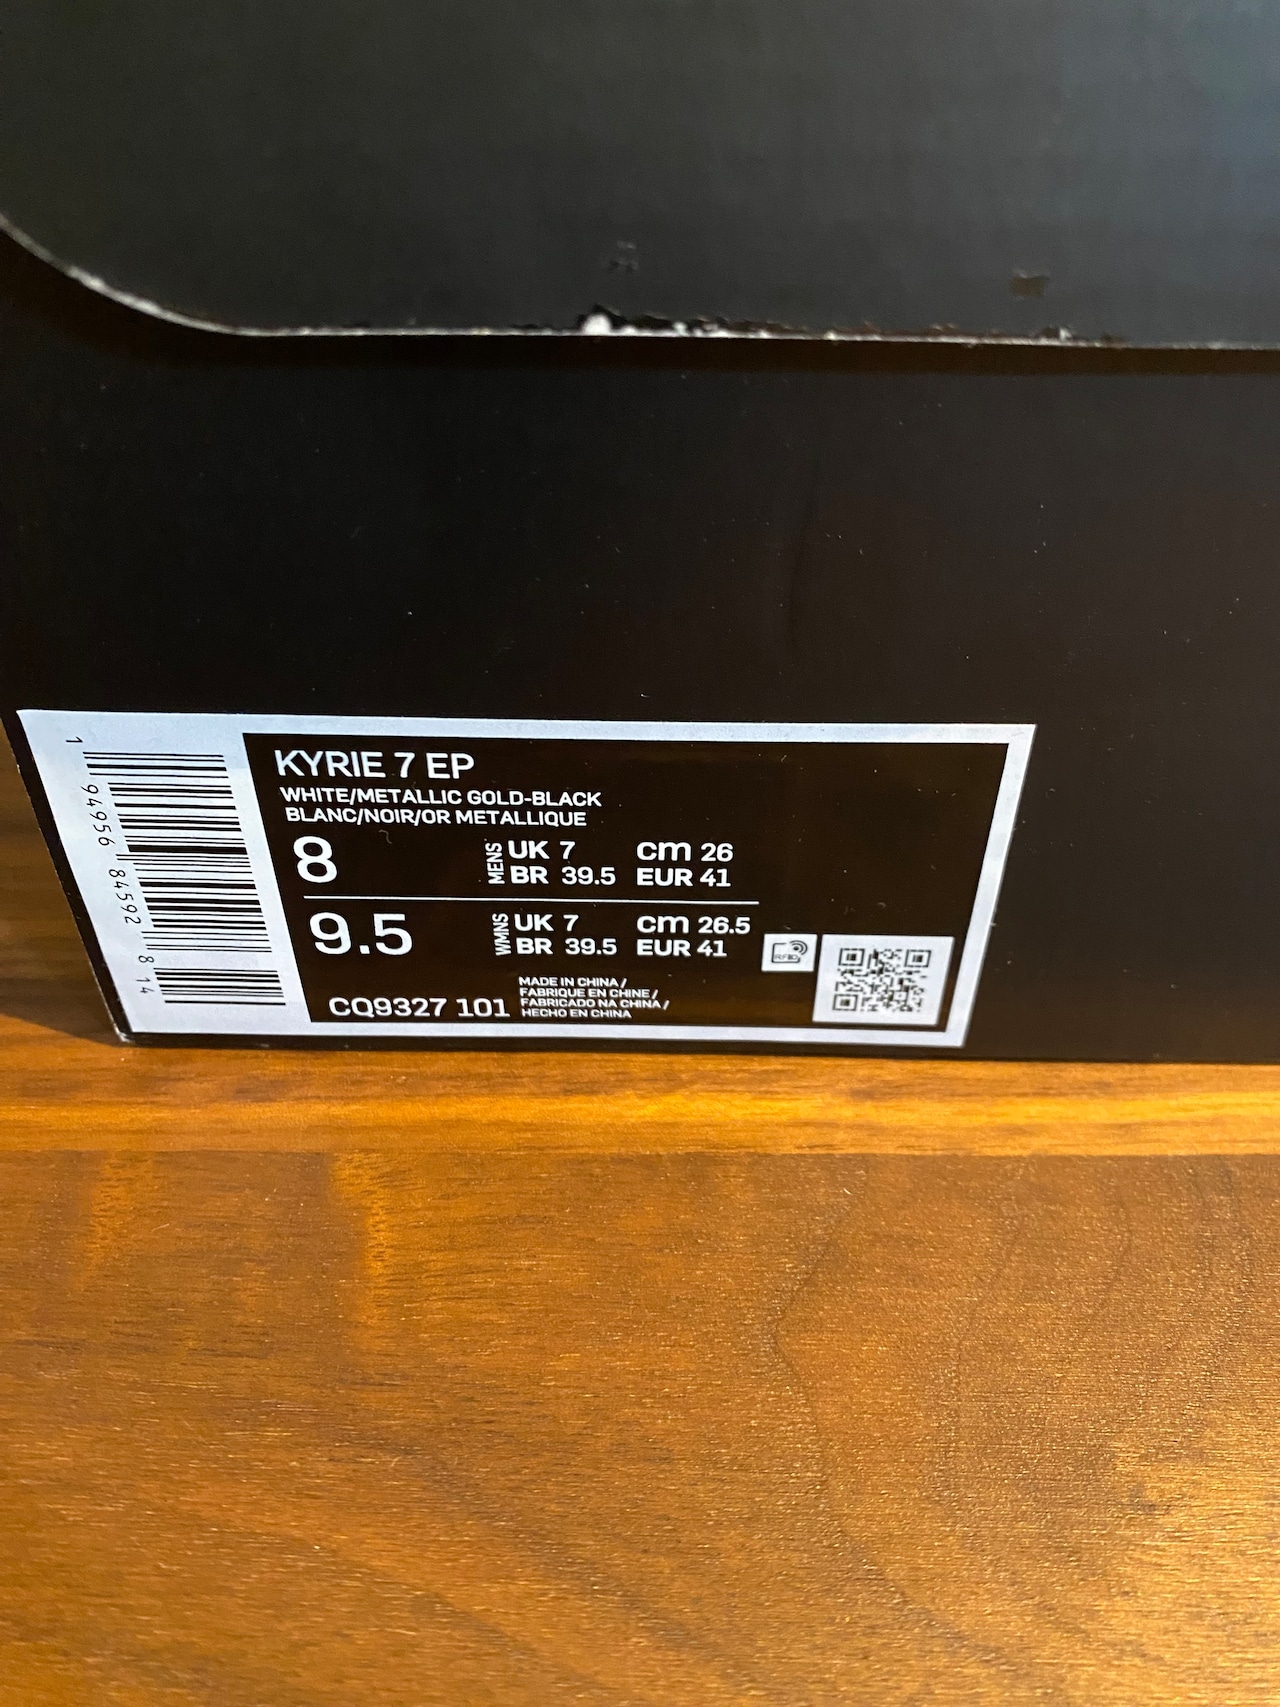 KYRIE 7 EP
WHITE/METALLIC GOLD-BLACK
BLANC/NOIR/OR METALLIQUE
8 MENS UK 7 cm 26
BR 39.5 EUR 41
9.5 WMNS UK 7 cm 26.5
BR 39.5 EUR 41
RFID
CQ9327 101
MADE IN CHINA /
FABRIQUE EN CHINE /
FABRICADO NA CHINA /
HECHO EN CHINA
1 94956 84592 8 14